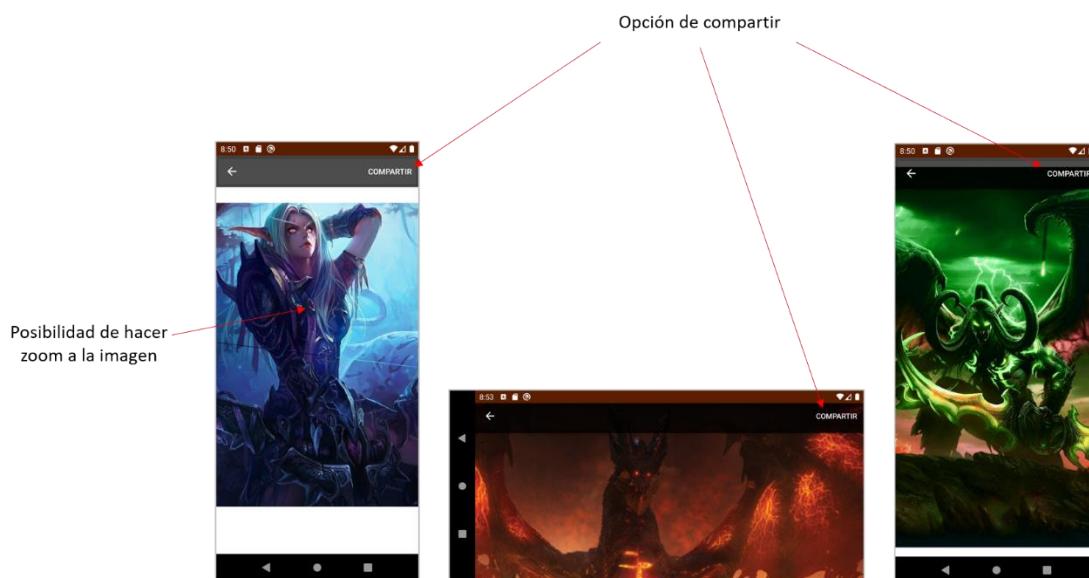 Opción de compartir
8:50
COMPARTIR
8:50
COMPARTIR
Posibilidad de hacer
zoom a la imagen
8:53
COMPARTIR